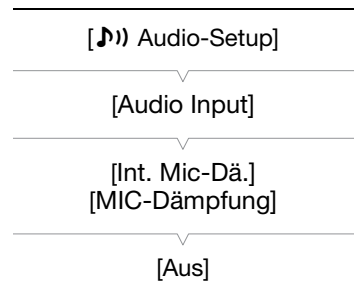 [♪)) Audio-Setup]
[Audio Input]
[Int. Mic-Dä.]
[MIC-Dämpfung]
[Aus]